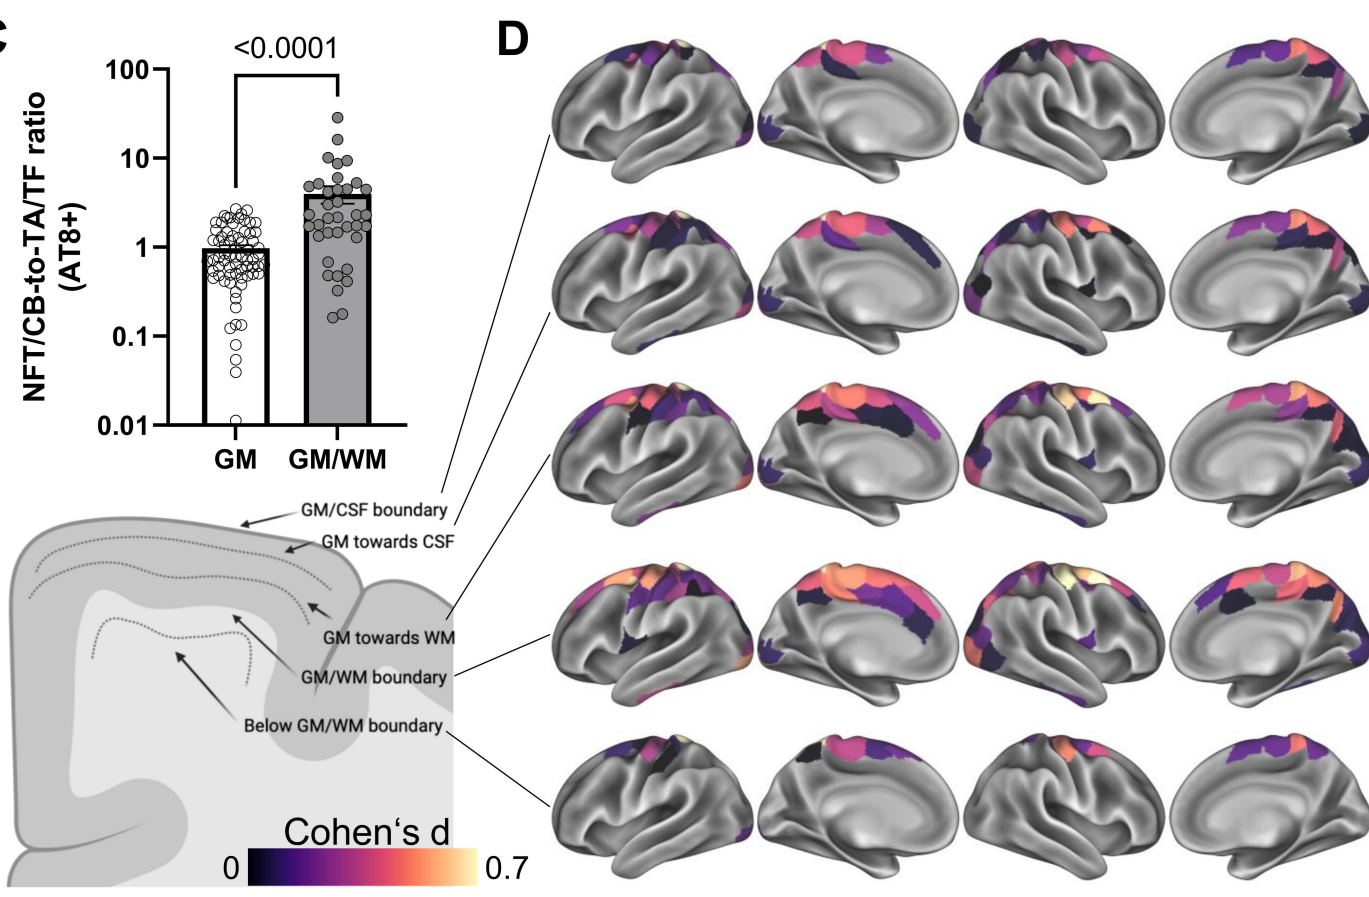 C
D
<0.0001
100
10
1
0.1
0.01
NFT/CB-to-TA/TF ratio
(AT8+)
GM
GM/WM
GM/CSF boundary
GM towards CSF
GM towards WM
GM/WM boundary
Below GM/WM boundary
Cohen‘s d
0
0.7